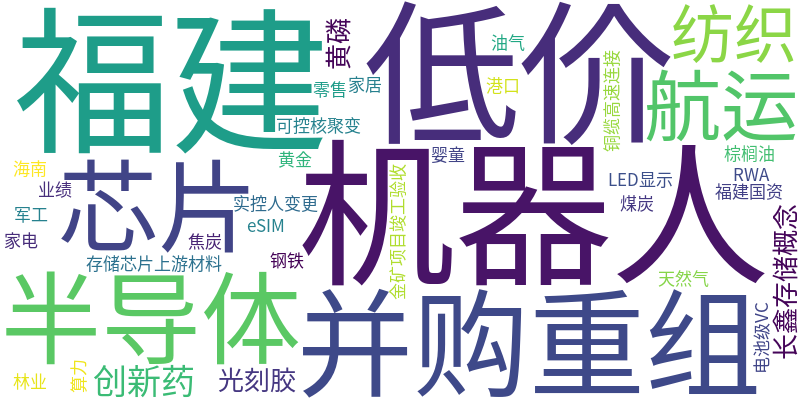 福建
低价
纺织
黄磷
油气
零售
家居
港口
铜缆高速连接
航运
可控核聚变
黄金
婴童
棕榈油
芯片
机器人
海南
业绩
军工
家电
实控人变更
eSIM
焦炭
钢铁
存储芯片上游材料
金矿项目竣工验收
LED显示
RWA
福建国资
煤炭
天然气
长鑫存储概念
电池级VC
半导体
并购重组
林业
算力
创新药
光刻胶